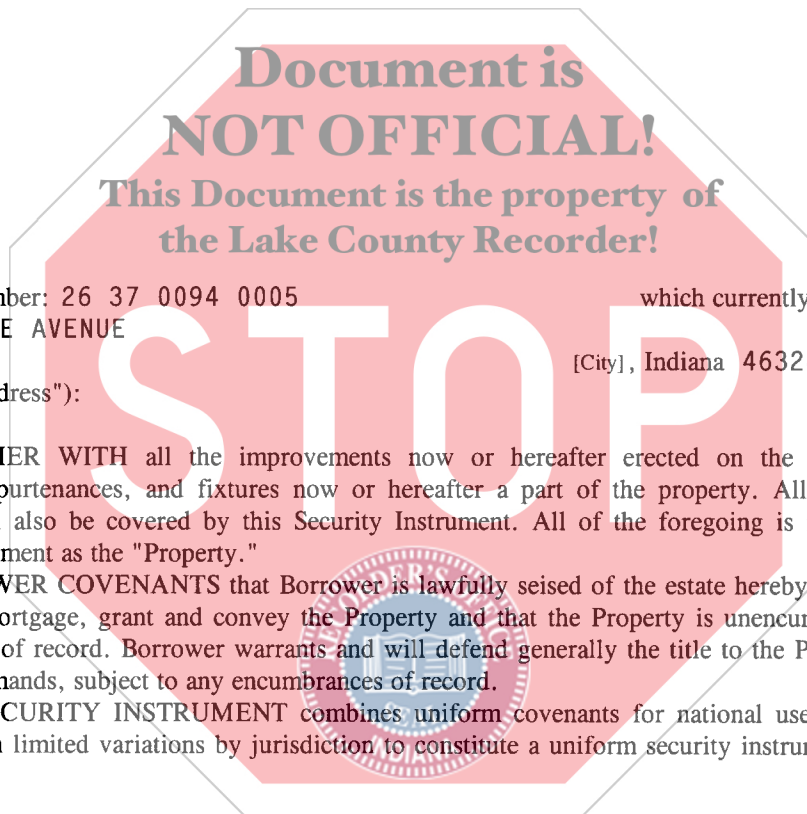 Document is
NOT OFFICIAL!
This Document is the property of
the Lake County Recorder!
nber: 26 37 0094 0005 which currently
E AVENUE
[City], Indiana 4632
dress"):
STOP
IER WITH all the improvements now or hereafter erected on the
purtenances, and fixtures now or hereafter a part of the property. All
also be covered by this Security Instrument. All of the foregoing is
ment as the "Property."
WER COVENANTS that Borrower is lawfully seised of the estate hereby
ortgage, grant and convey the Property and that the Property is unencum
of record. Borrower warrants and will defend generally the title to the P
nands, subject to any encumbrances of record.
CURITY INSTRUMENT combines uniform covenants for national use
limited variations by jurisdiction to constitute a uniform security instru
RECORDER'S OFFICE
INDIANA